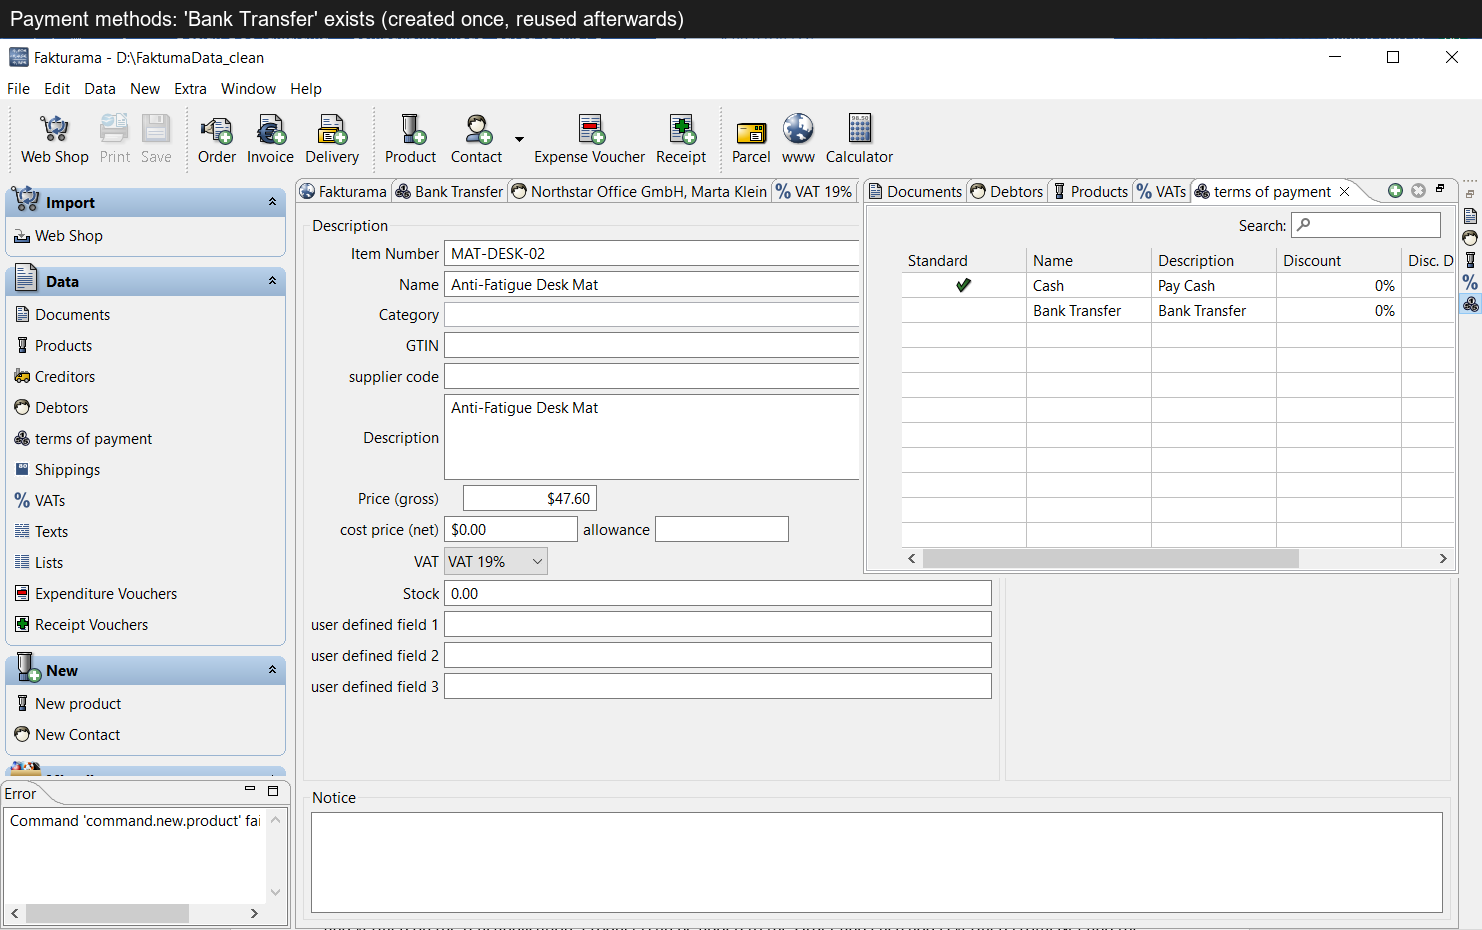 Payment methods: 'Bank Transfer' exists (created once, reused afterwards)
Fakturama - D:\FaktumaData_clean
File Edit Data New Extra Window Help
Web Shop Print Save Order Invoice Delivery Product Contact Expense Voucher Receipt Parcel www Calculator
Import
Web Shop
Data
Documents
Products
Creditors
Debtors
terms of payment
Shippings
VATs
Texts
Lists
Expenditure Vouchers
Receipt Vouchers
New
New product
New Contact
Error
Command 'command.new.product' fai
Fakturama Bank Transfer Northstar Office GmbH, Marta Klein VAT 19%
Description
Item Number MAT-DESK-02
Name Anti-Fatigue Desk Mat
Category
GTIN
supplier code
Description Anti-Fatigue Desk Mat
Price (gross) $47.60
cost price (net) $0.00 allowance
VAT VAT 19%
Stock 0.00
user defined field 1
user defined field 2
user defined field 3
Notice
Documents Debtors Products VATs terms of payment
Search:
Standard Name Description Discount Disc. D
Cash Pay Cash 0%
Bank Transfer Bank Transfer 0%